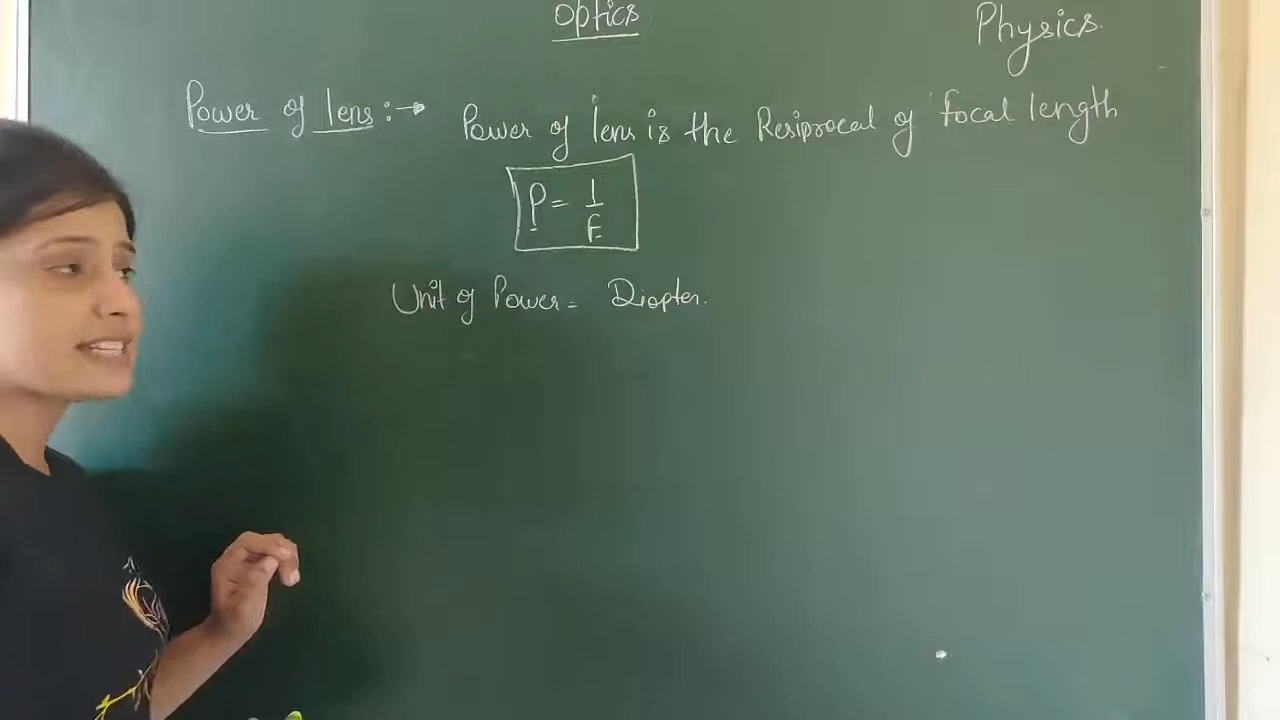 Optics
Physics.
Power of lens :→ Power of lens is the Resiprocal of focal length
P = 1/F
Unit of Power = Diopter.